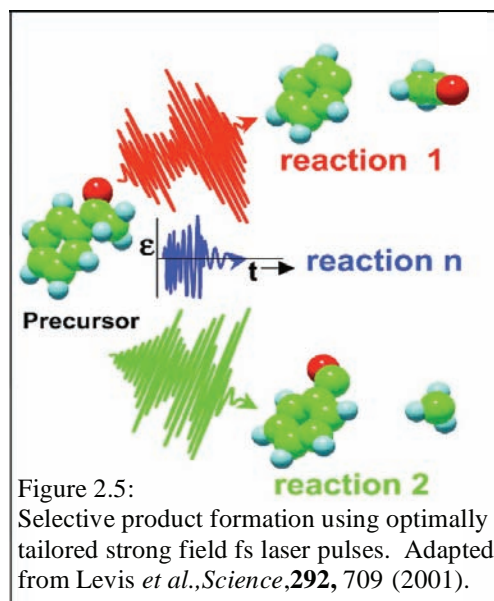 reaction 1
ε
t
reaction n
Precursor
reaction 2
Figure 2.5:
Selective product formation using optimally
tailored strong field fs laser pulses. Adapted
from Levis et al.,Science,292, 709 (2001).